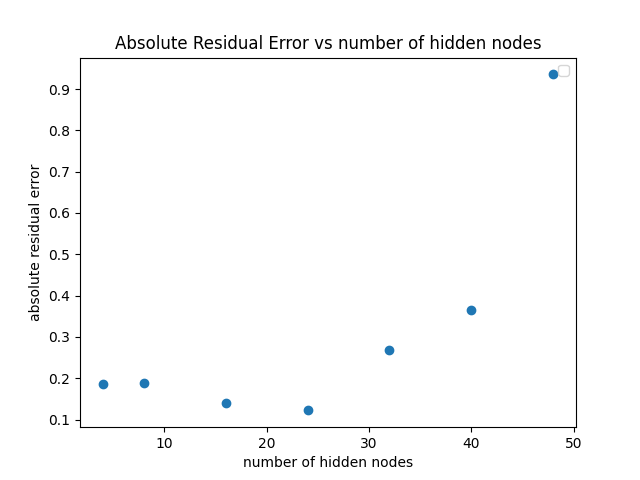 Absolute Residual Error vs number of hidden nodes
absolute residual error
0.9
0.8
0.7
0.6
0.5
0.4
0.3
0.2
0.1
10 20 30 40 50
number of hidden nodes